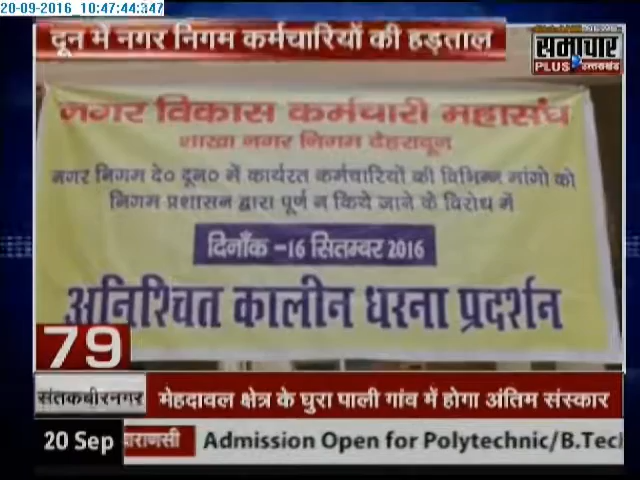 20-09-2016 10:47:44:347
दून में नगर निगम कर्मचारियों की हड़ताल
समाचार
PLUS उत्तराखंड
नगर विकास कर्मचारी महासंघ
शाखा नगर निगम देहरादून
नगर निगम दे० दून० में कार्यरत कर्मचारियों की विभिन्न मांगो को
निगम प्रशासन द्वारा पूर्ण न किये जाने के विरोध में
दिनाँक -16 सितम्बर 2016
अनिश्चित कालीन धरना प्रदर्शन
79
संतकबीरनगर मेहदावल क्षेत्र के घुरा पाली गांव में होगा अंतिम संस्कार
20 Sep वाराणसी Admission Open for Polytechnic/B.Tec